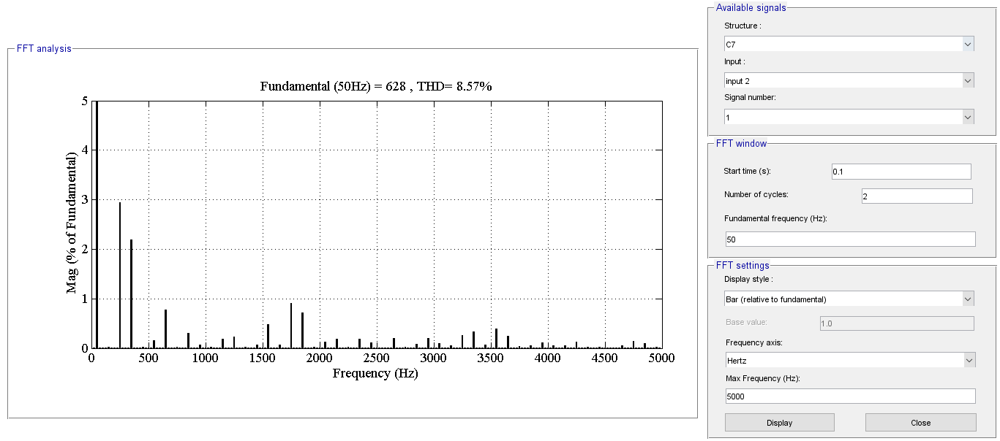 FFT analysis
Fundamental (50Hz) = 628 , THD= 8.57%
Mag (% of Fundamental)
5
4
3
2
1
0
0 500 1000 1500 2000 2500 3000 3500 4000 4500 5000
Frequency (Hz)
Available signals
Structure :
C7
Input :
input 2
Signal number:
1
FFT window
Start time (s): 0.1
Number of cycles: 2
Fundamental frequency (Hz):
50
FFT settings
Display style :
Bar (relative to fundamental)
Base value: 1.0
Frequency axis:
Hertz
Max Frequency (Hz):
5000
Display Close